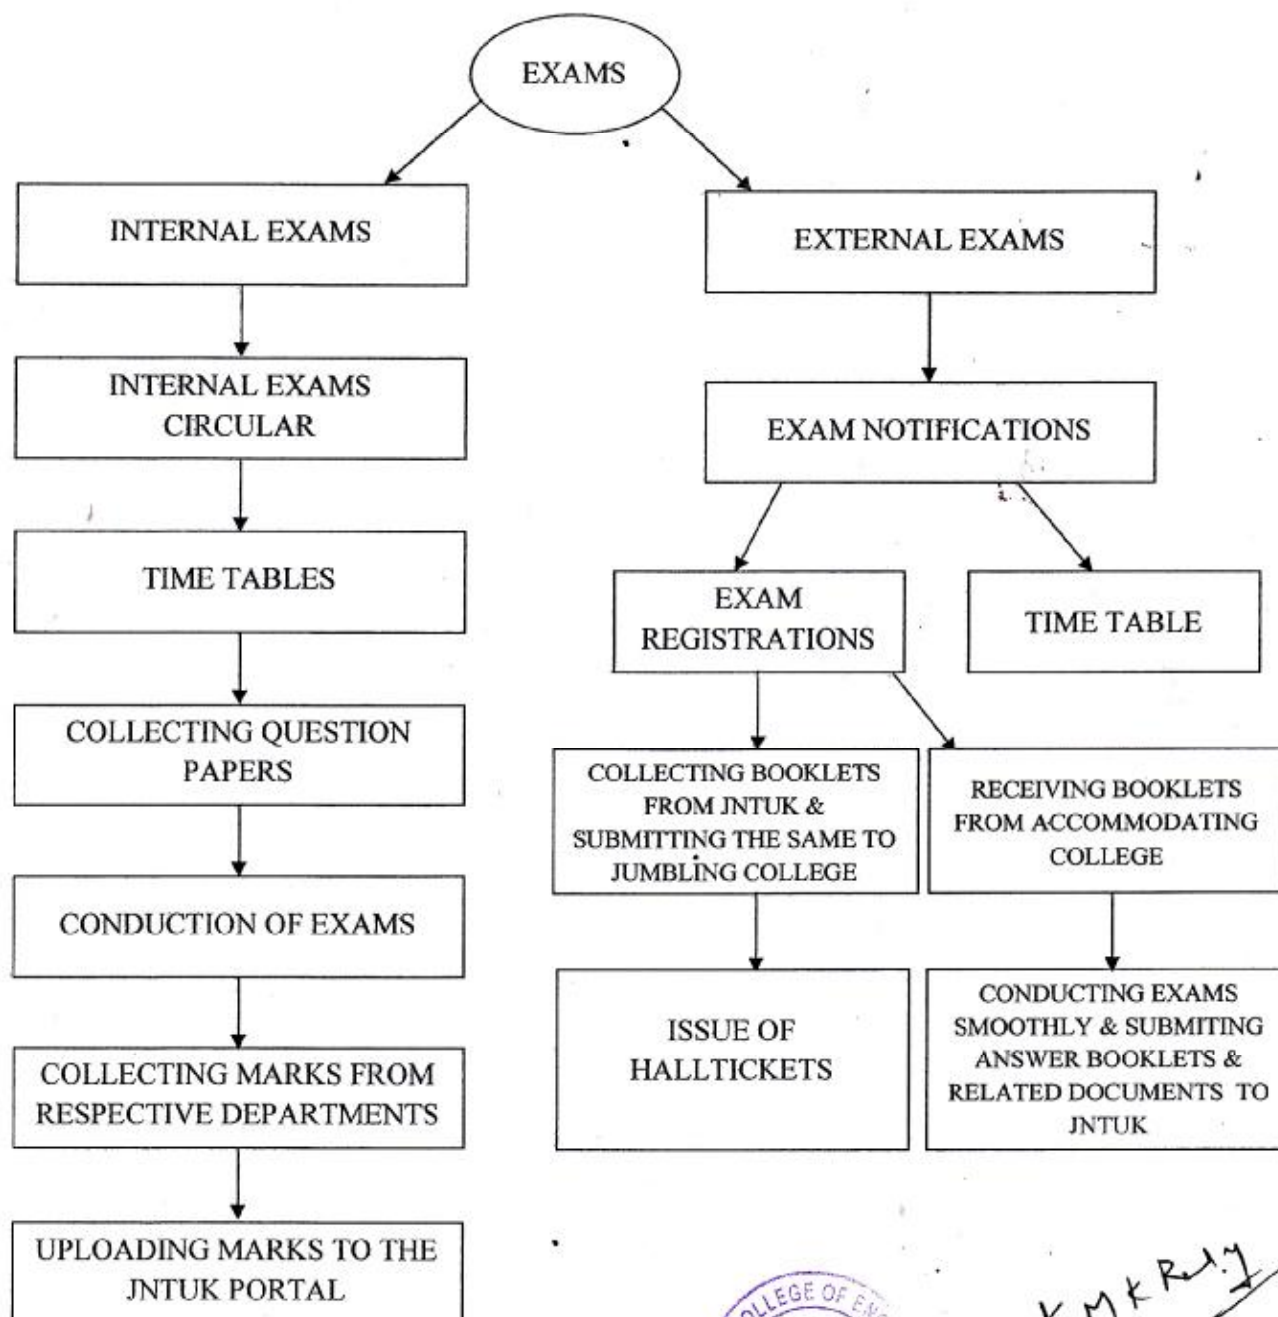 EXAMS
INTERNAL EXAMS
INTERNAL EXAMS
CIRCULAR
TIME TABLES
COLLECTING QUESTION
PAPERS
CONDUCTION OF EXAMS
COLLECTING MARKS FROM
RESPECTIVE DEPARTMENTS
UPLOADING MARKS TO THE
JNTUK PORTAL
EXTERNAL EXAMS
EXAM NOTIFICATIONS
EXAM
REGISTRATIONS
TIME TABLE
COLLECTING BOOKLETS
FROM JNTUK &
SUBMITTING THE SAME TO
JUMBLING COLLEGE
RECEIVING BOOKLETS
FROM ACCOMMODATING
COLLEGE
ISSUE OF
HALLTICKETS
CONDUCTING EXAMS
SMOOTHLY & SUBMITING
ANSWER BOOKLETS &
RELATED DOCUMENTS TO
JNTUK
OLLEGE OF EN